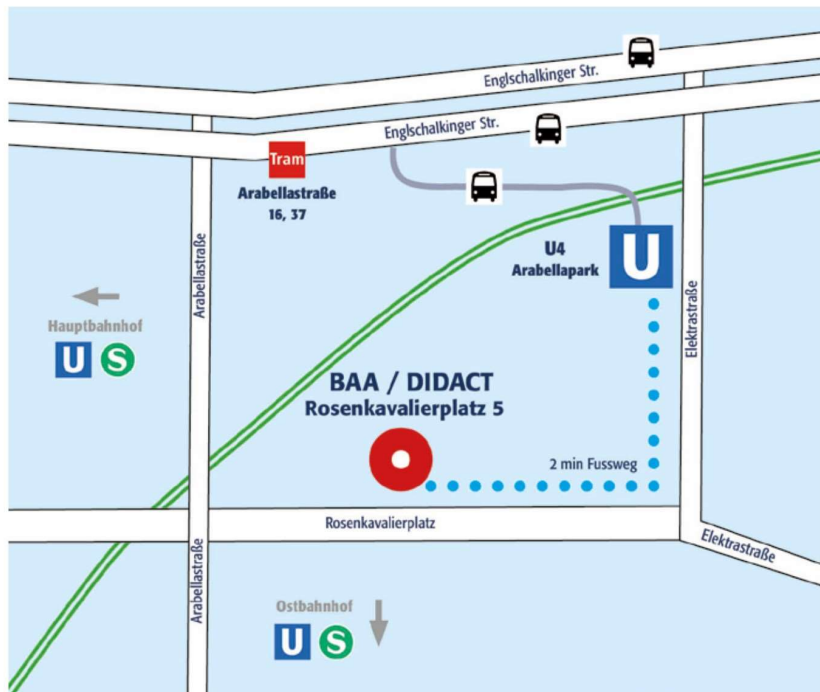 Englschalkinger Str.
Englschalkinger Str.
Tram
Arabellastraße
16, 37
U4
Arabellapark
U
Arabellastraße
Elektrastraße
Hauptbahnhof
U S
BAA / DIDACT
Rosenkavalierplatz 5
2 min Fussweg
Rosenkavalierplatz
Elektrastraße
Arabellastraße
Ostbahnhof
U S